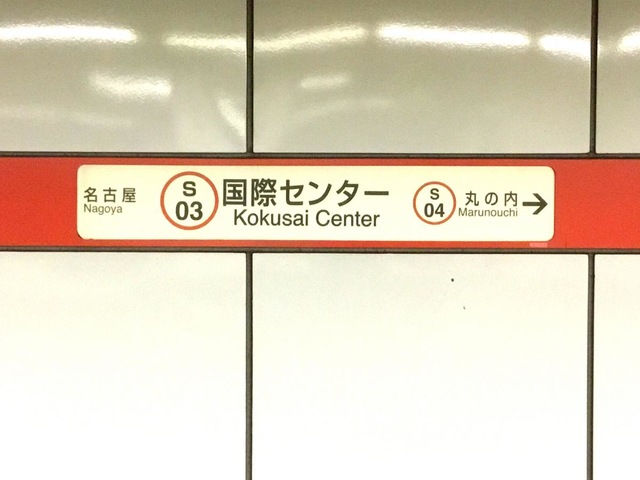 名古屋
Nagoya
S
03
国際センター
Kokusai Center
S
04
丸の内
Marunouchi
→